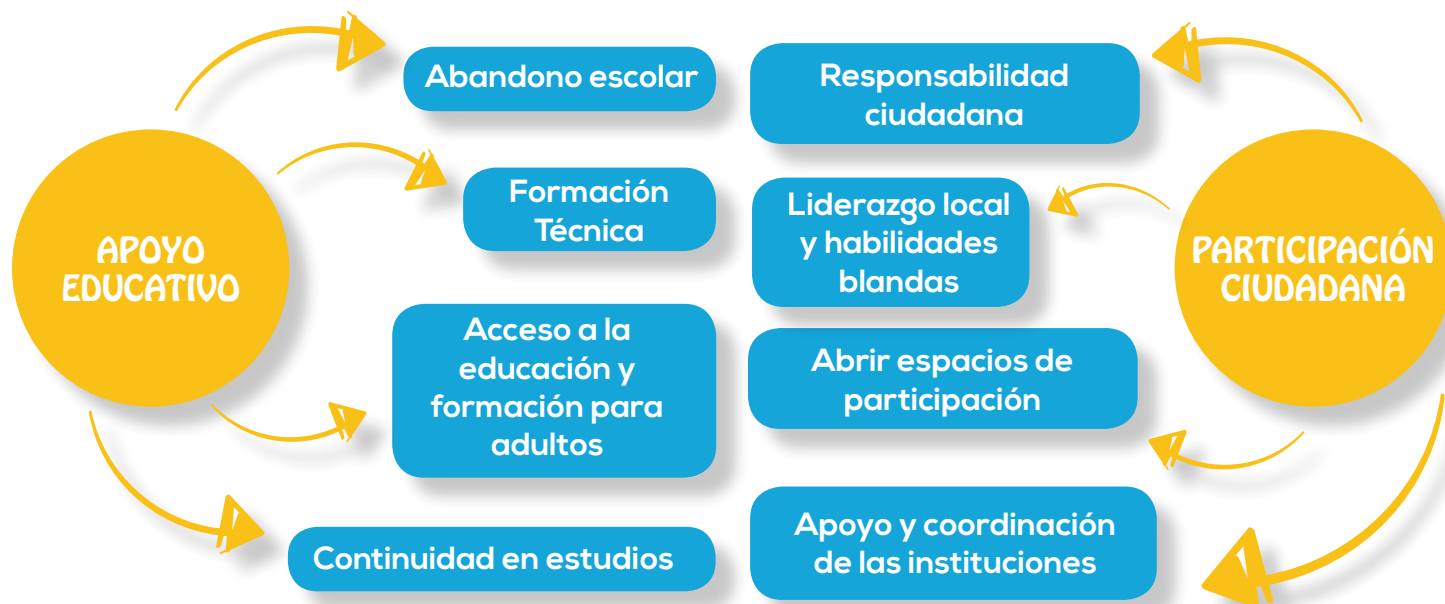 APOYO
EDUCATIVO
Abandono escolar
Formación
Técnica
Acceso a la
educación y
formación para
adultos
Continuidad en estudios
Responsabilidad
ciudadana
Liderazgo local
y habilidades
blandas
Abrir espacios de
participación
Apoyo y coordinación
de las instituciones
PARTICIPACIÓN
CIUDADANA